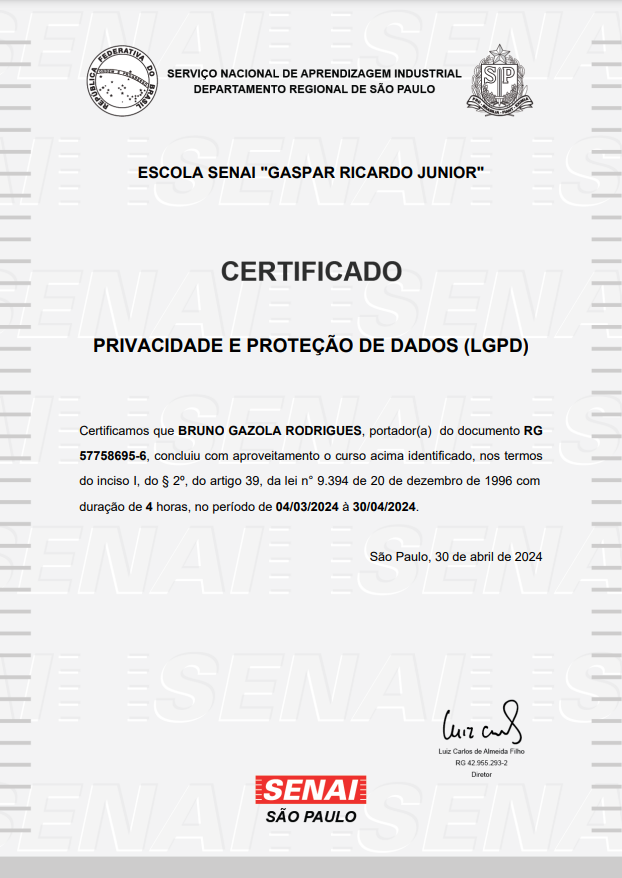 REPÚBLICA FEDERATIVA DO BRASIL
SERVIÇO NACIONAL DE APRENDIZAGEM INDUSTRIAL
DEPARTAMENTO REGIONAL DE SÃO PAULO
ESCOLA SENAI "GASPAR RICARDO JUNIOR"
CERTIFICADO
PRIVACIDADE E PROTEÇÃO DE DADOS (LGPD)
Certificamos que BRUNO GAZOLA RODRIGUES, portador(a) do documento RG
57758695-6, concluiu com aproveitamento o curso acima identificado, nos termos
do inciso I, do § 2º, do artigo 39, da lei n° 9.394 de 20 de dezembro de 1996 com
duração de 4 horas, no período de 04/03/2024 à 30/04/2024.
São Paulo, 30 de abril de 2024
Luiz Carlos de Almeida Filho
RG 42.955.293-2
Diretor
SENAI
SÃO PAULO